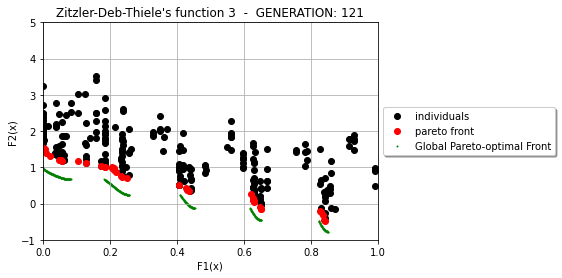 Zitzler-Deb-Thiele's function 3 - GENERATION: 121
5
4
3
2
1
0
−1
F2(x)
0.0 0.2 0.4 0.6 0.8 1.0
F1(x)
individuals
pareto front
Global Pareto-optimal Front